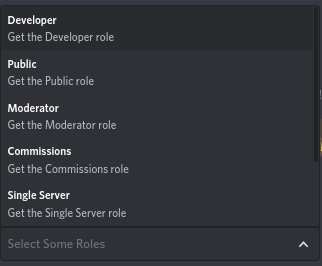 Developer
Get the Developer role
Public
Get the Public role
Moderator
Get the Moderator role
Commissions
Get the Commissions role
Single Server
Get the Single Server role
Select Some Roles